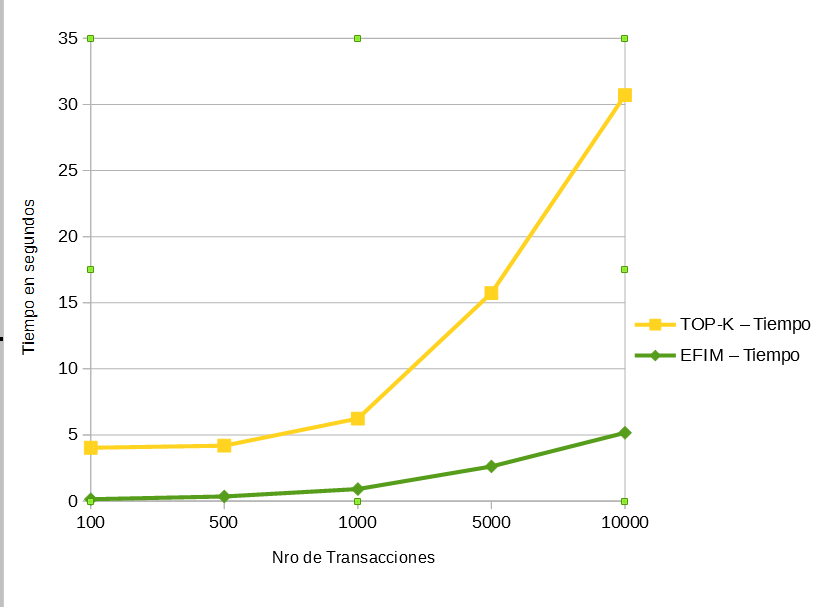 35
30
25
20
15
10
5
0
Tiempo en segundos
100 500 1000 5000 10000
Nro de Transacciones
TOP-K – Tiempo
EFIM – Tiempo